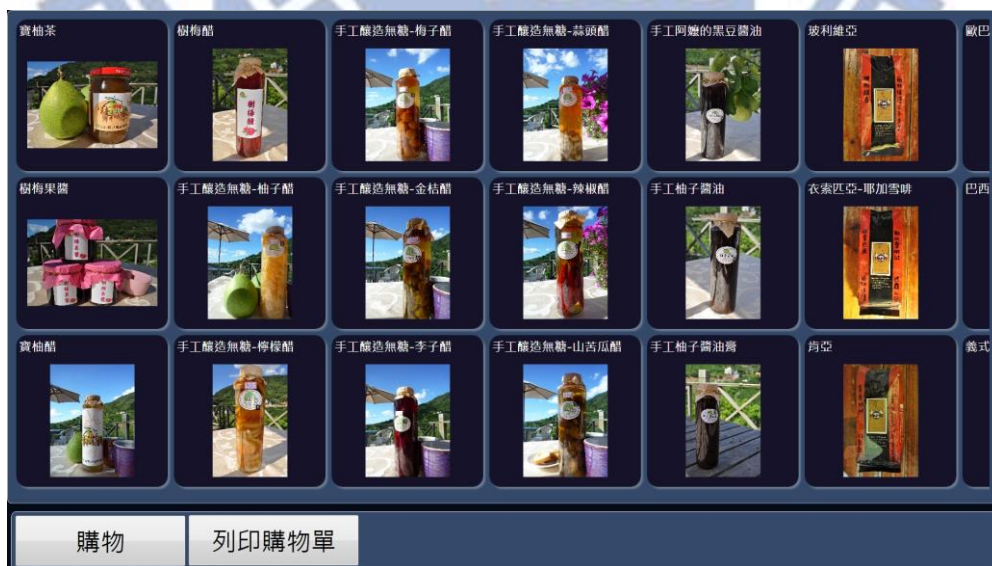 寶柚茶
樹梅醋
手工釀造無糖-梅子醋
手工釀造無糖-蒜頭醋
手工阿嬤的黑豆醬油
玻利維亞
歐巴
樹梅果醬
手工釀造無糖-柚子醋
手工釀造無糖-金桔醋
手工釀造無糖-辣椒醋
手工柚子醬油
衣索匹亞-耶加雪啡
巴西
寶柚醋
手工釀造無糖-檸檬醋
手工釀造無糖-李子醋
手工釀造無糖-山苦瓜醋
手工柚子醬油膏
肯亞
義式
樹梅醋
購物
列印購物單